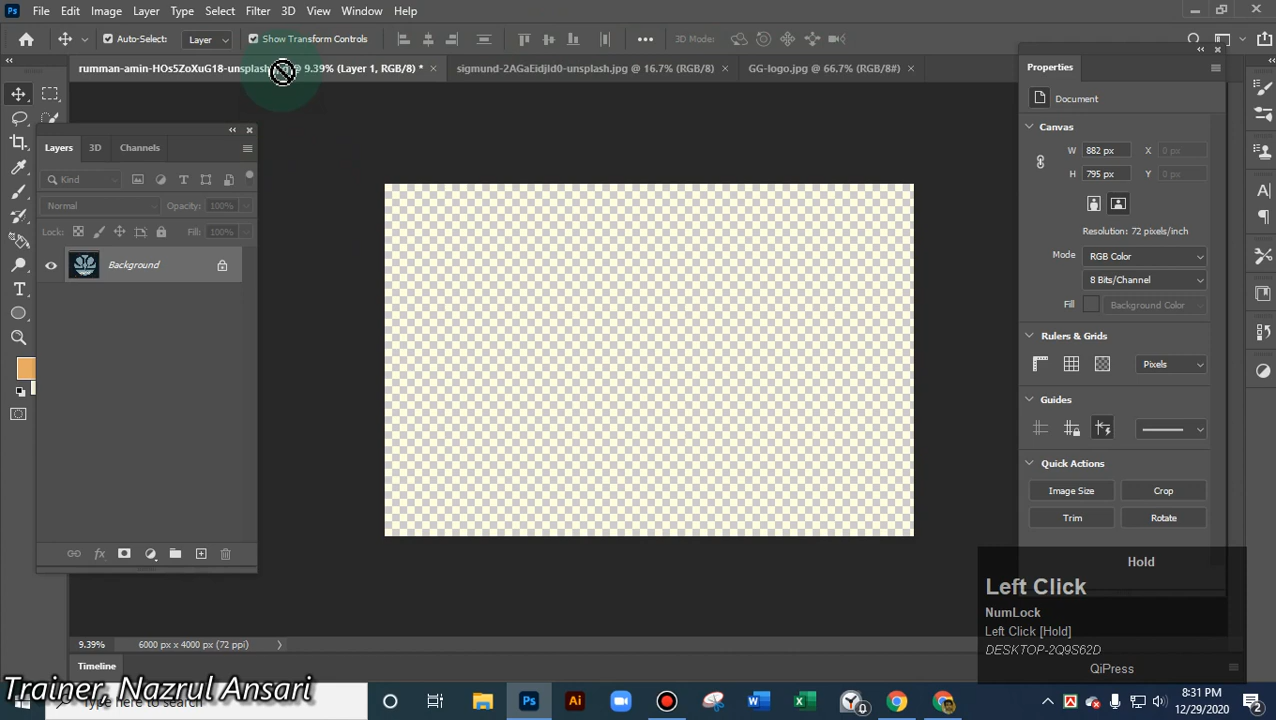 Ps File Edit Image Layer Type Select Filter 3D View Window Help
Auto-Select: Layer Show Transform Controls 3D Mode:
rumman-amin-HOs5ZoXuG18-unsplash @ 9.39% (Layer 1, RGB/8) * × sigmund-2AGaEidjId0-unsplash.jpg @ 16.7% (RGB/8) × GG-logo.jpg @ 66.7% (RGB/8#) ×
Properties
Document
Layers 3D Channels
Canvas
W 882 px X 0 px
Kind
H 795 px Y 0 px
Normal Opacity: 100%
Lock: Fill: 100%
Resolution: 72 pixels/inch
Mode RGB Color
Background
8 Bits/Channel
Fill Background Color
Rulers & Grids
Pixels
Guides
Quick Actions
Image Size Crop
Trim Rotate
Hold
Left Click
NumLock
Left Click [Hold]
DESKTOP-2Q9S62D
QiPress
9.39% 6000 px x 4000 px (72 ppi)
Timeline
Trainer, Nazrul Ansari
Type here to search
Ps Ai 8:31 PM
12/29/2020